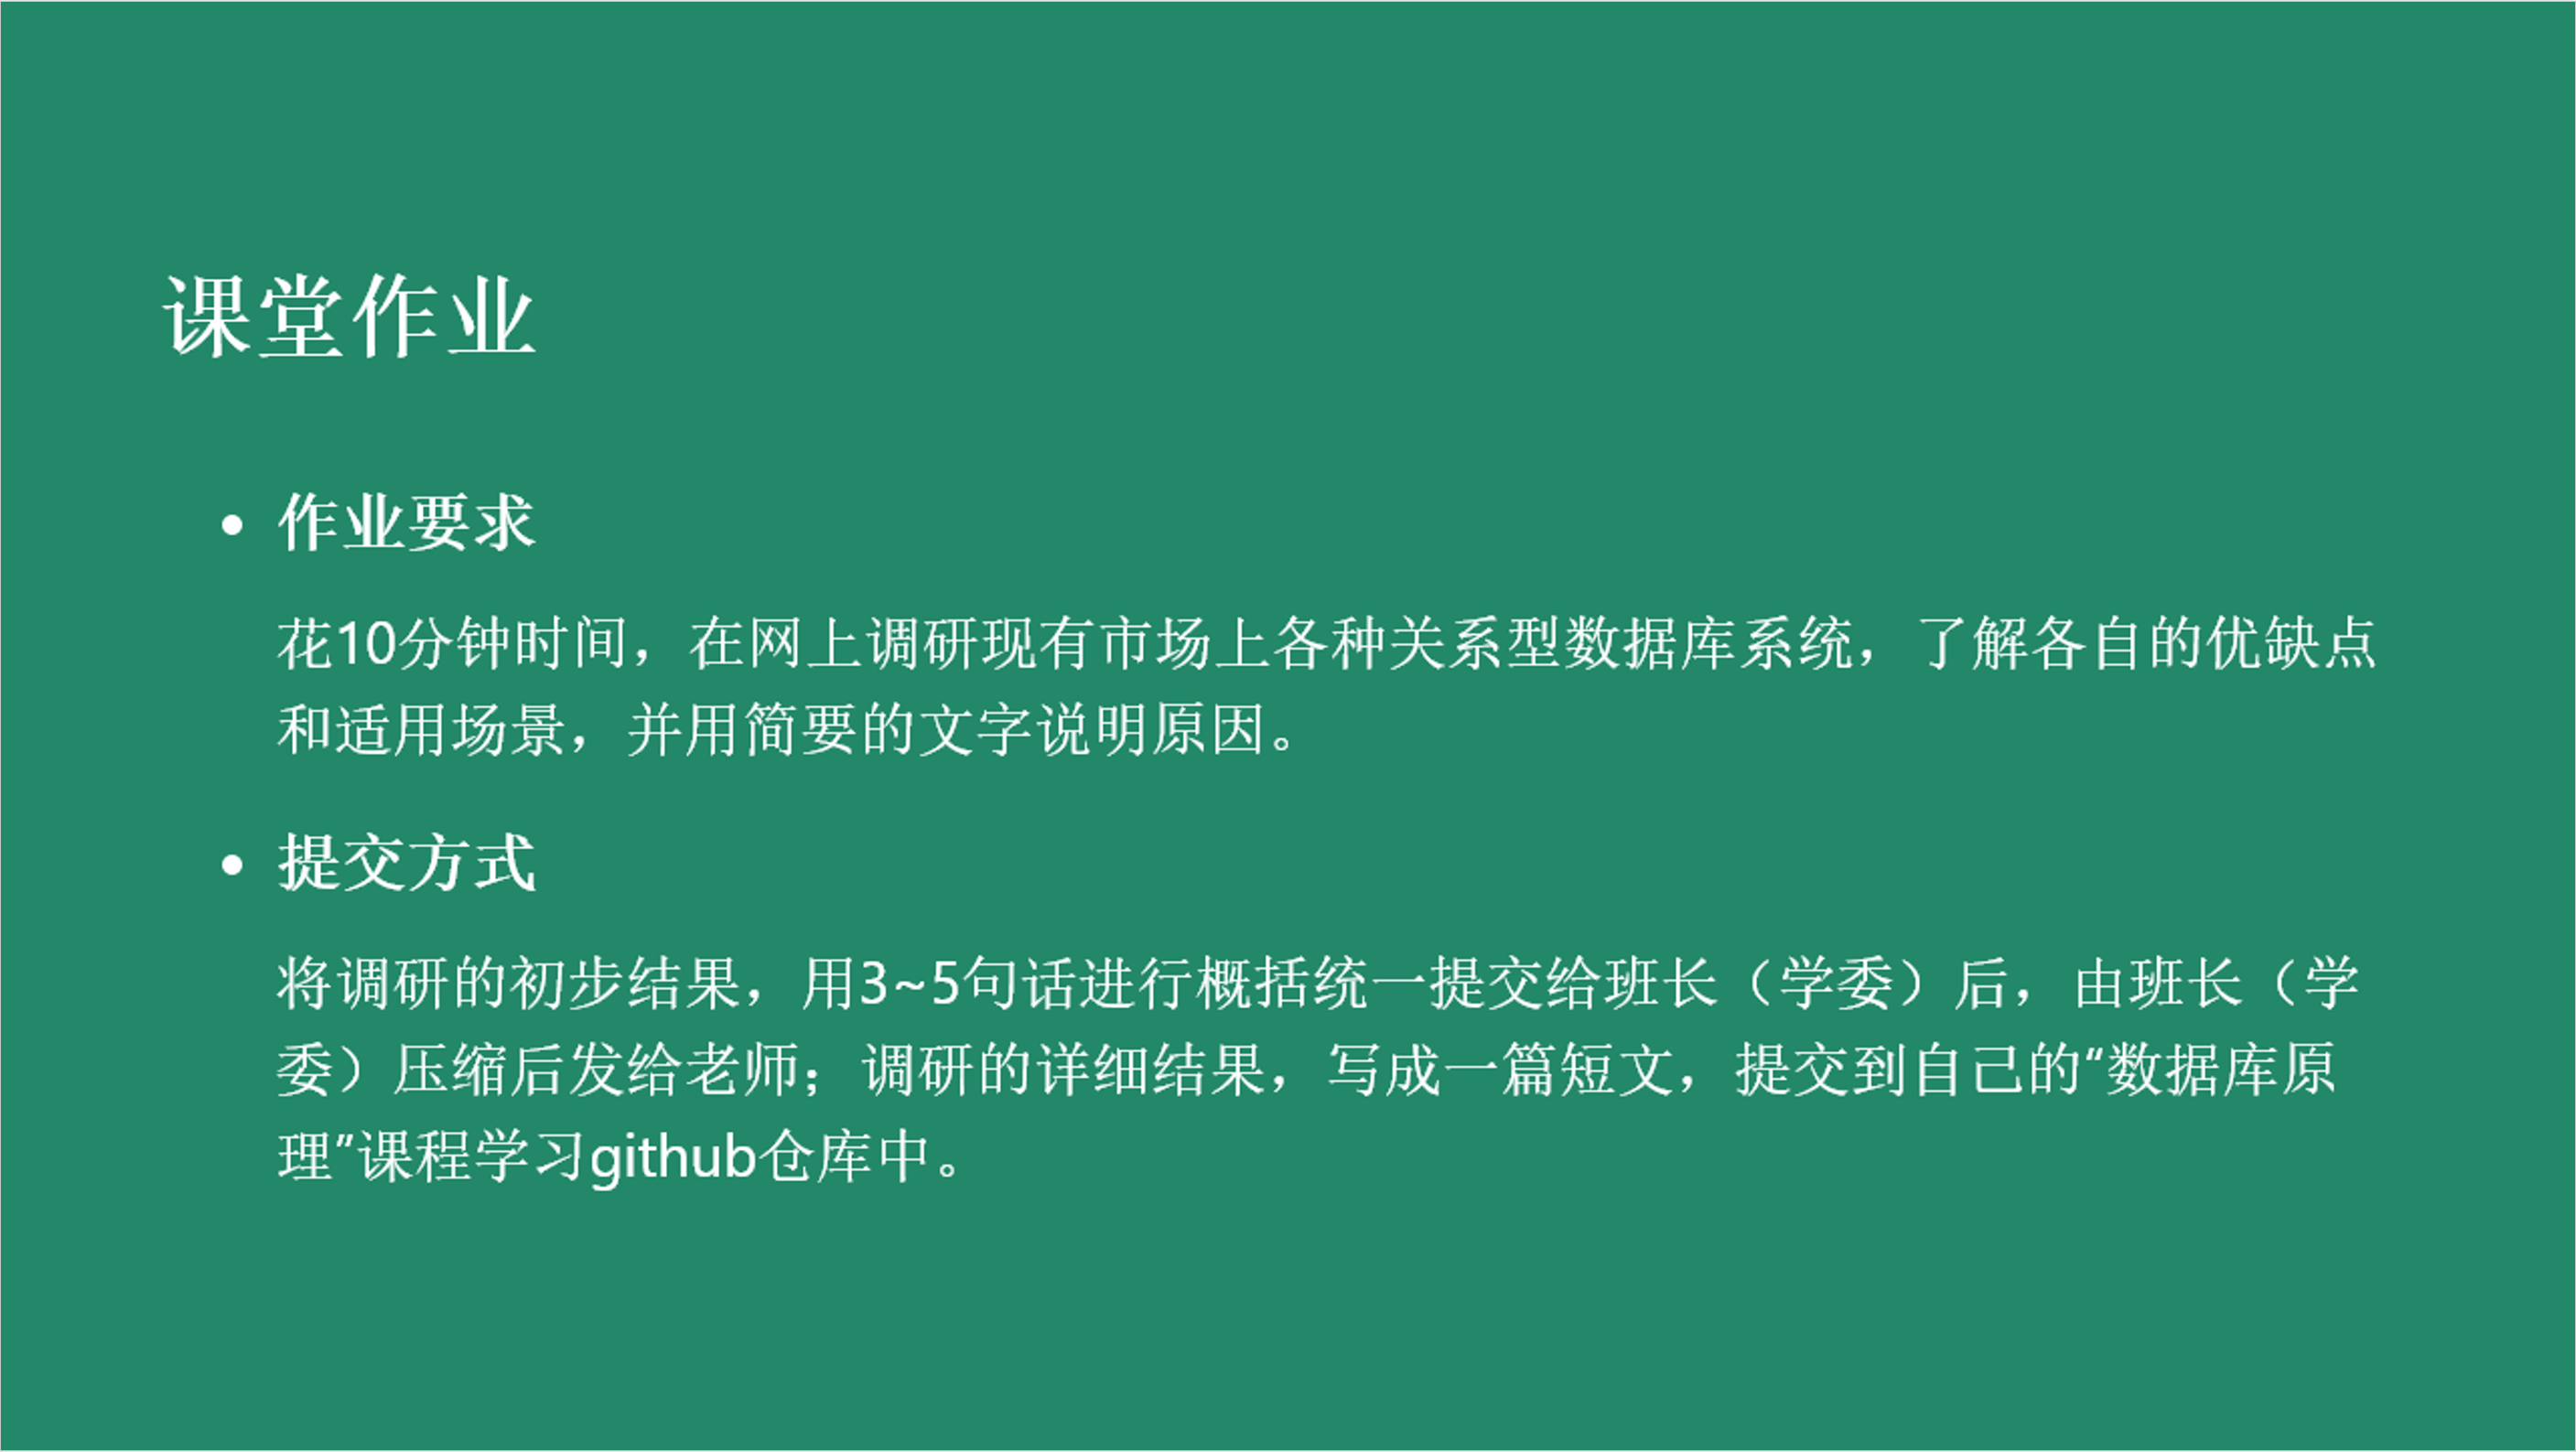 课堂作业
• 作业要求
花10分钟时间，在网上调研现有市场上各种关系型数据库系统，了解各自的优缺点
和适用场景，并用简要的文字说明原因。
• 提交方式
将调研的初步结果，用3~5句话进行概括统一提交给班长（学委）后，由班长（学
委）压缩后发给老师；调研的详细结果，写成一篇短文，提交到自己的“数据库原
理”课程学习github仓库中。